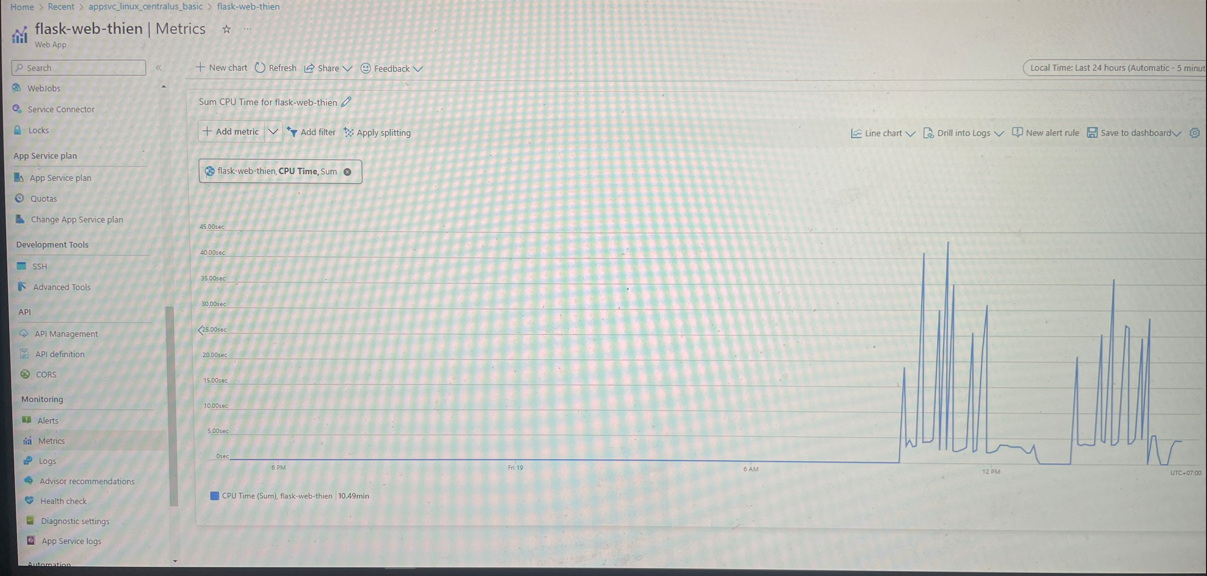 Home > Recent > appsvc_linux_centralus_basic > flask-web-thien
flask-web-thien | Metrics ☆ ...
Web App
Search
«
+ New chart
Refresh
Share
Feedback
Local Time: Last 24 hours (Automatic - 5 minut
WebJobs
Service Connector
Locks
App Service plan
App Service plan
Quotas
Change App Service plan
Development Tools
SSH
Advanced Tools
API
API Management
API definition
CORS
Monitoring
Alerts
Metrics
Logs
Advisor recommendations
Health check
Diagnostic settings
App Service logs
Automation
Sum CPU Time for flask-web-thien
+ Add metric
Add filter
Apply splitting
Line chart
Drill into Logs
New alert rule
Save to dashboard
flask-web-thien, CPU Time, Sum
45.00sec
40.00sec
35.00sec
30.00sec
25.00sec
20.00sec
15.00sec
10.00sec
5.00sec
0sec
6 PM
Fri 19
6 AM
12 PM
UTC+07:00
CPU Time (Sum), flask-web-thien | 10.49min